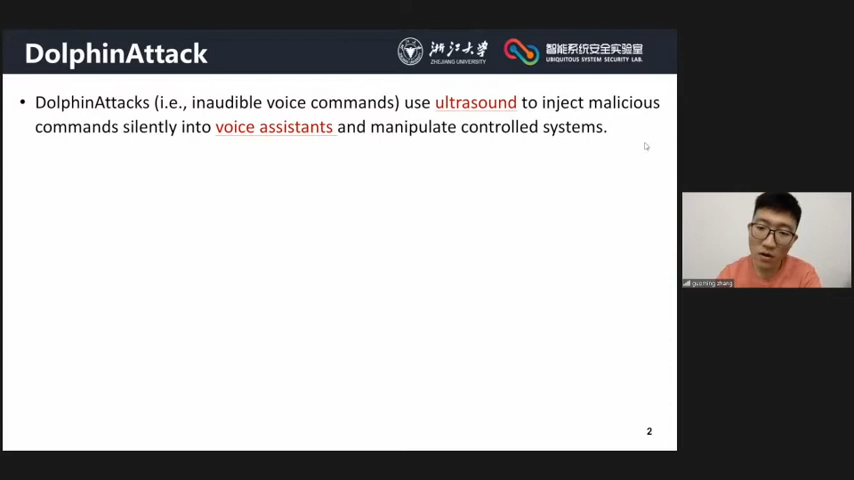 DolphinAttack
浙江大学
ZHEJIANG UNIVERSITY
智能系统安全实验室
UBIQUITOUS SYSTEM SECURITY LAB.
• DolphinAttacks (i.e., inaudible voice commands) use ultrasound to inject malicious
commands silently into voice assistants and manipulate controlled systems.
guoming zhang
2